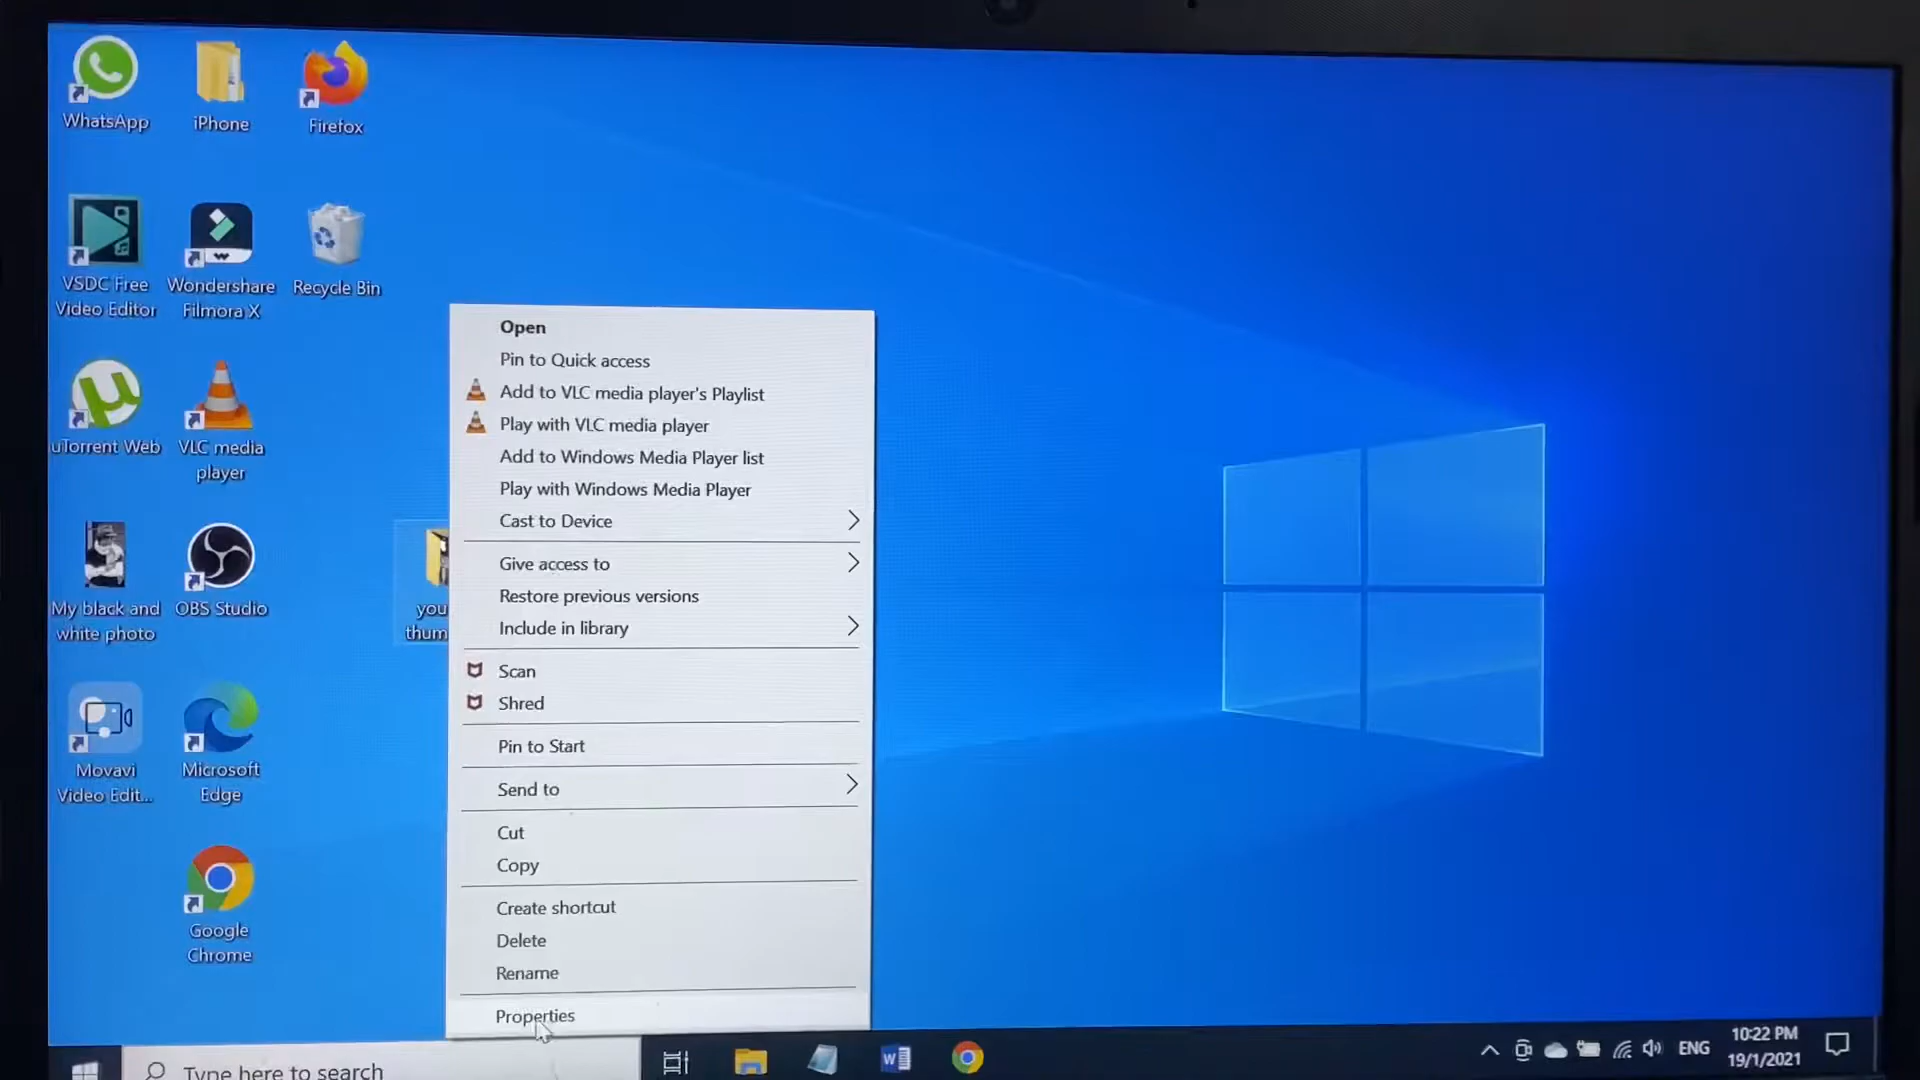 WhatsApp
iPhone
Firefox
VSDC Free
Video Editor
Wondershare
Filmora X
Recycle Bin
uTorrent Web
VLC media
player
My black and
white photo
OBS Studio
you
thum
Movavi
Video Edit...
Microsoft
Edge
Google
Chrome
Open
Pin to Quick access
Add to VLC media player's Playlist
Play with VLC media player
Add to Windows Media Player list
Play with Windows Media Player
Cast to Device
Give access to
Restore previous versions
Include in library
Scan
Shred
Pin to Start
Send to
Cut
Copy
Create shortcut
Delete
Rename
Properties
Type here to search
W
ENG
10:22 PM
19/1/2021